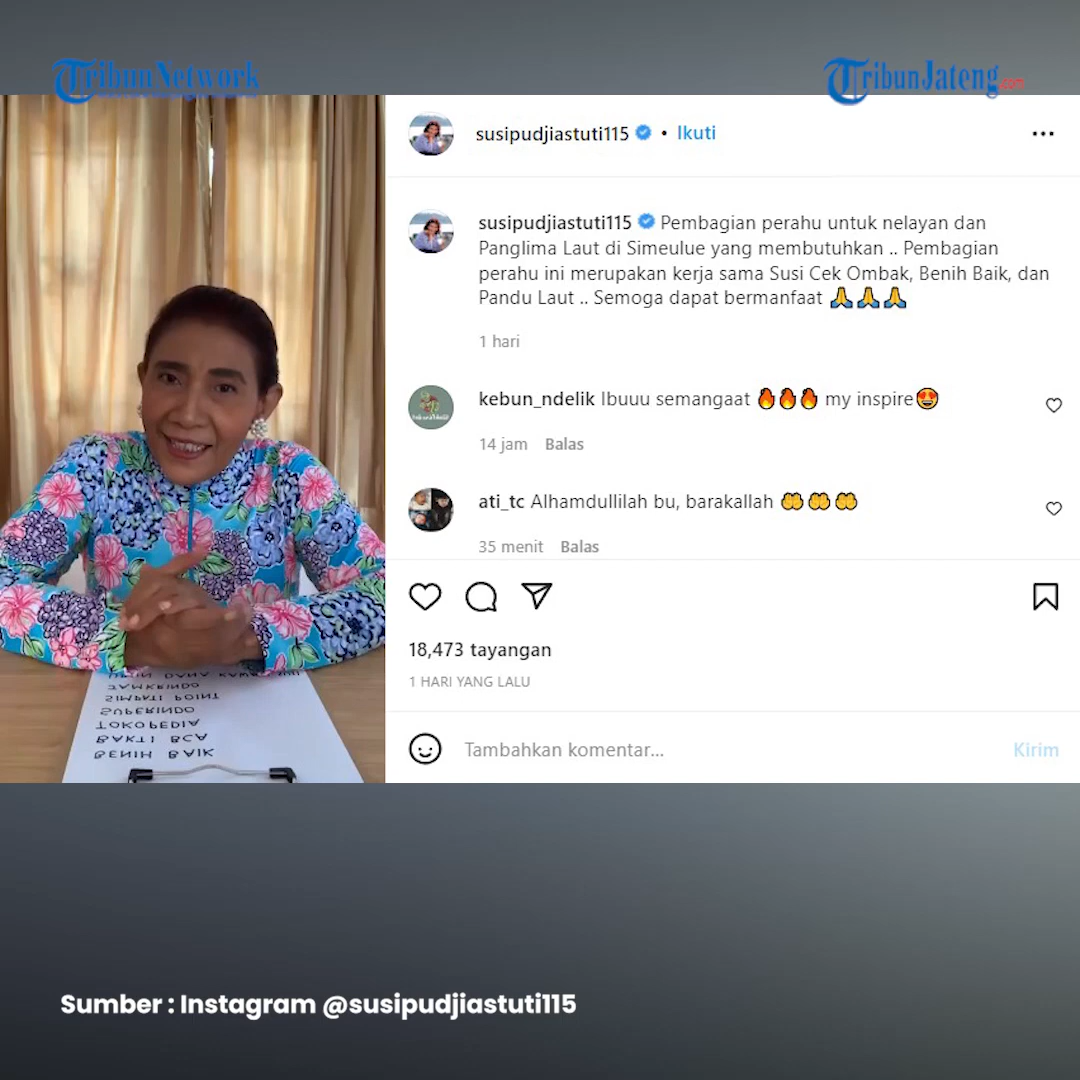 TribunNetwork
TribunJateng.com
susipudjiastuti115 • Ikuti
susipudjiastuti115 Pembagian perahu untuk nelayan dan
Panglima Laut di Simeulue yang membutuhkan .. Pembagian
perahu ini merupakan kerja sama Susi Cek Ombak, Benih Baik, dan
Pandu Laut .. Semoga dapat bermanfaat 🙏🙏🙏
1 hari
kebun_ndelik Ibuuu semangaat 🔥🔥🔥 my inspire😍
14 jam Balas
ati_tc Alhamdullilah bu, barakallah 🤲🤲🤲
35 menit Balas
18,473 tayangan
1 HARI YANG LALU
Tambahkan komentar... Kirim
BENIH BAIK
BAKTI BCA
TOKOPEDIA
SUPERINDO
SIMPATI POINT
JAMKRINDO
Sumber : Instagram @susipudjiastuti115